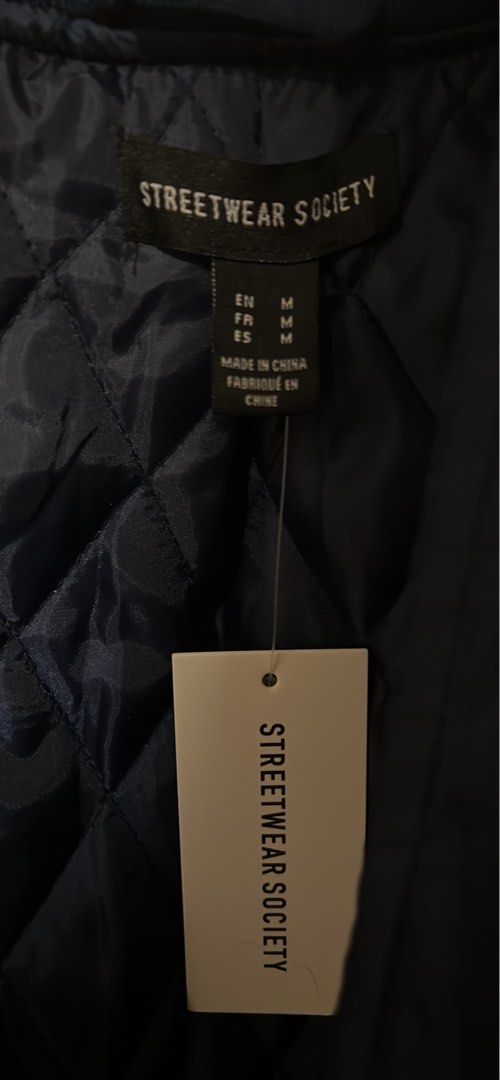 STREETWEAR SOCIETY
EN M
FR M
ES M
MADE IN CHINA
FABRIQUÉ EN
CHINE
STREETWEAR SOCIETY